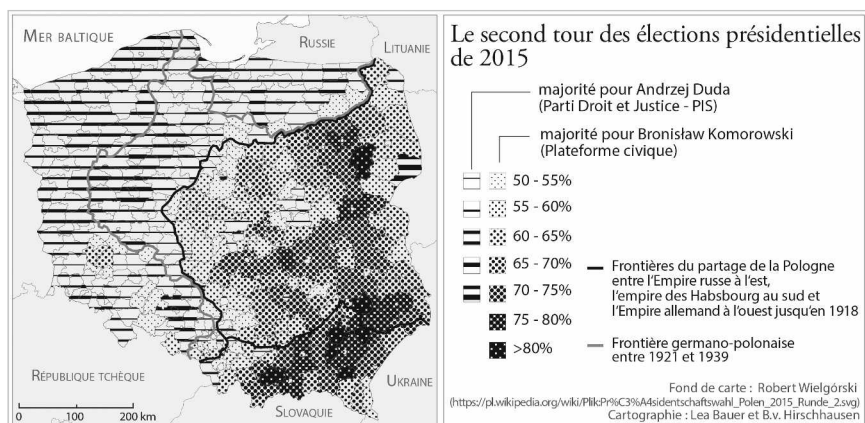 MER BALTIQUE
RUSSIE
LITUANIE
RÉPUBLIQUE TCHÈQUE
SLOVAQUIE
UKRAINE
0 100 200 km
Le second tour des élections présidentielles
de 2015
majorité pour Andrzej Duda
(Parti Droit et Justice - PIS)
majorité pour Bronisław Komorowski
(Plateforme civique)
50 - 55%
55 - 60%
60 - 65%
65 - 70%
70 - 75%
75 - 80%
>80%
Frontières du partage de la Pologne
entre l'Empire russe à l'est,
l'empire des Habsbourg au sud et
l'Empire allemand à l'ouest jusqu'en 1918
Frontière germano-polonaise
entre 1921 et 1939
Fond de carte : Robert Wielgórski
(https://pl.wikipedia.org/wiki/Plik:Pr%C3%A4sidentschaftswahl_Polen_2015_Runde_2.svg)
Cartographie : Lea Bauer et B.v. Hirschhausen